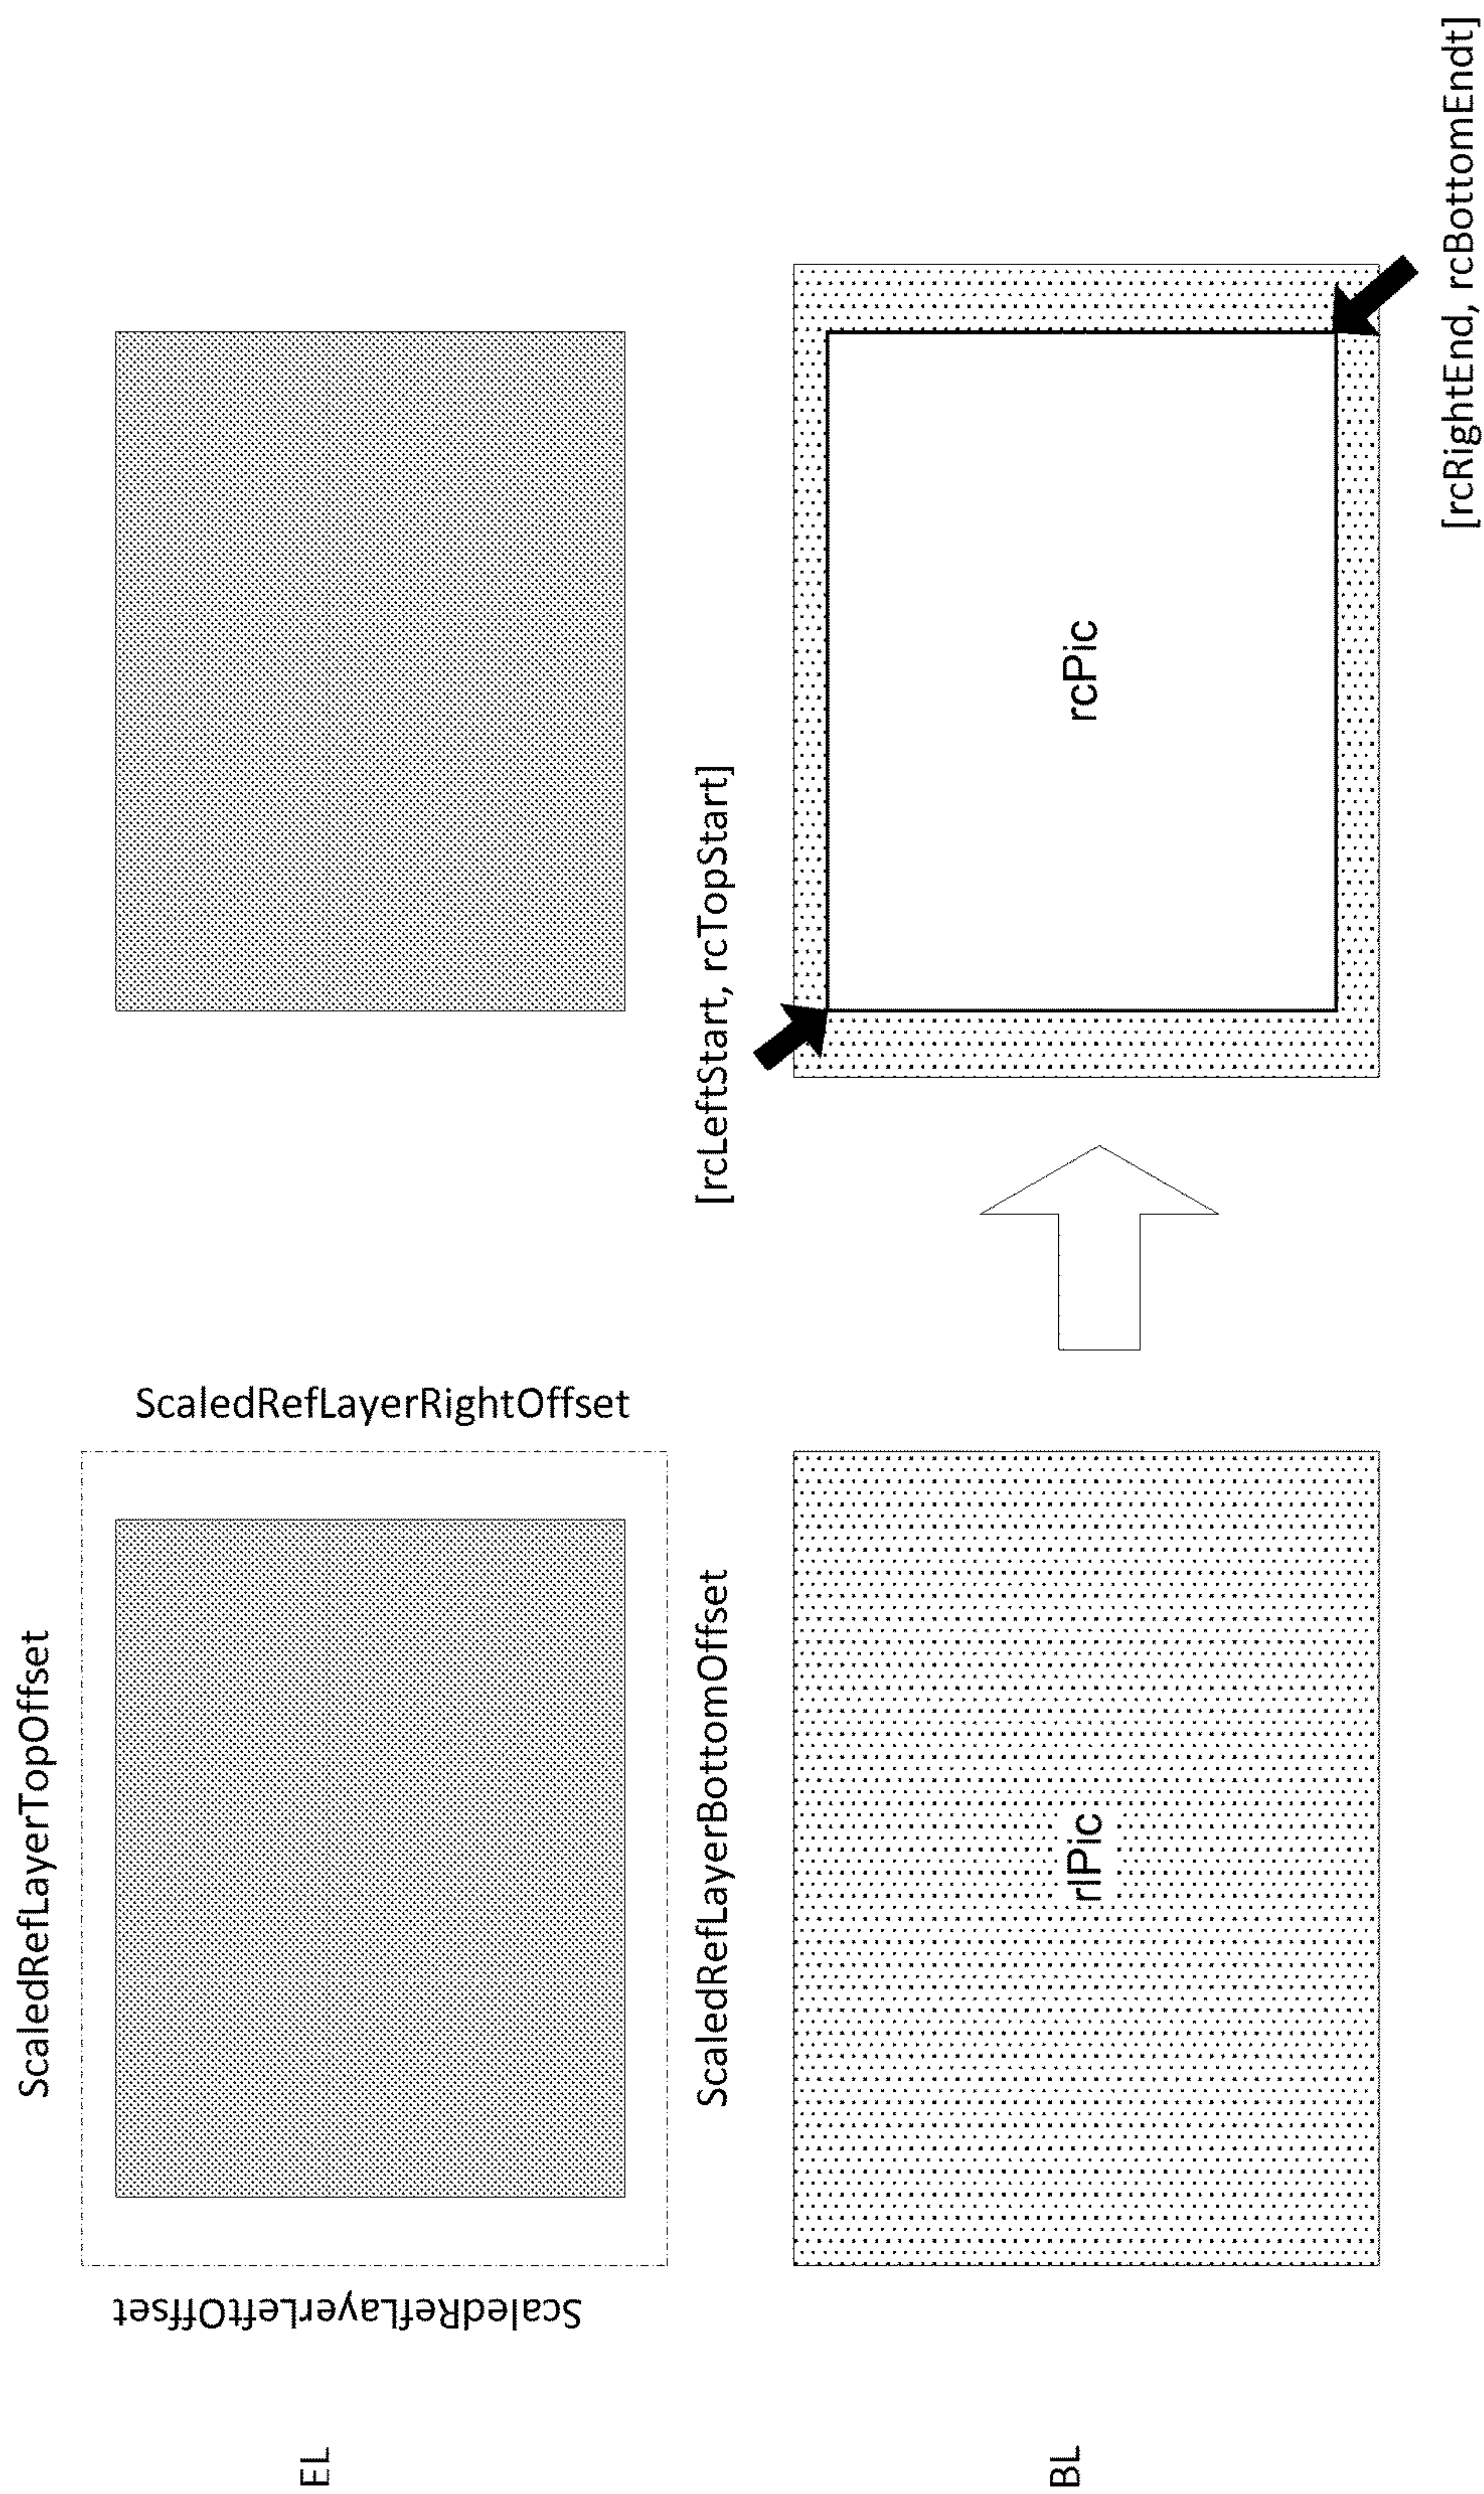 ScaledRefLayerTopOffset
EL
ScaledRefLayerLeftOffset
ScaledRefLayerRightOffset
ScaledRefLayerBottomOffset
[rcLeftStart, rcTopStart]
BL
rlPic
rcPic
[rcRightEnd, rcBottomEndt]